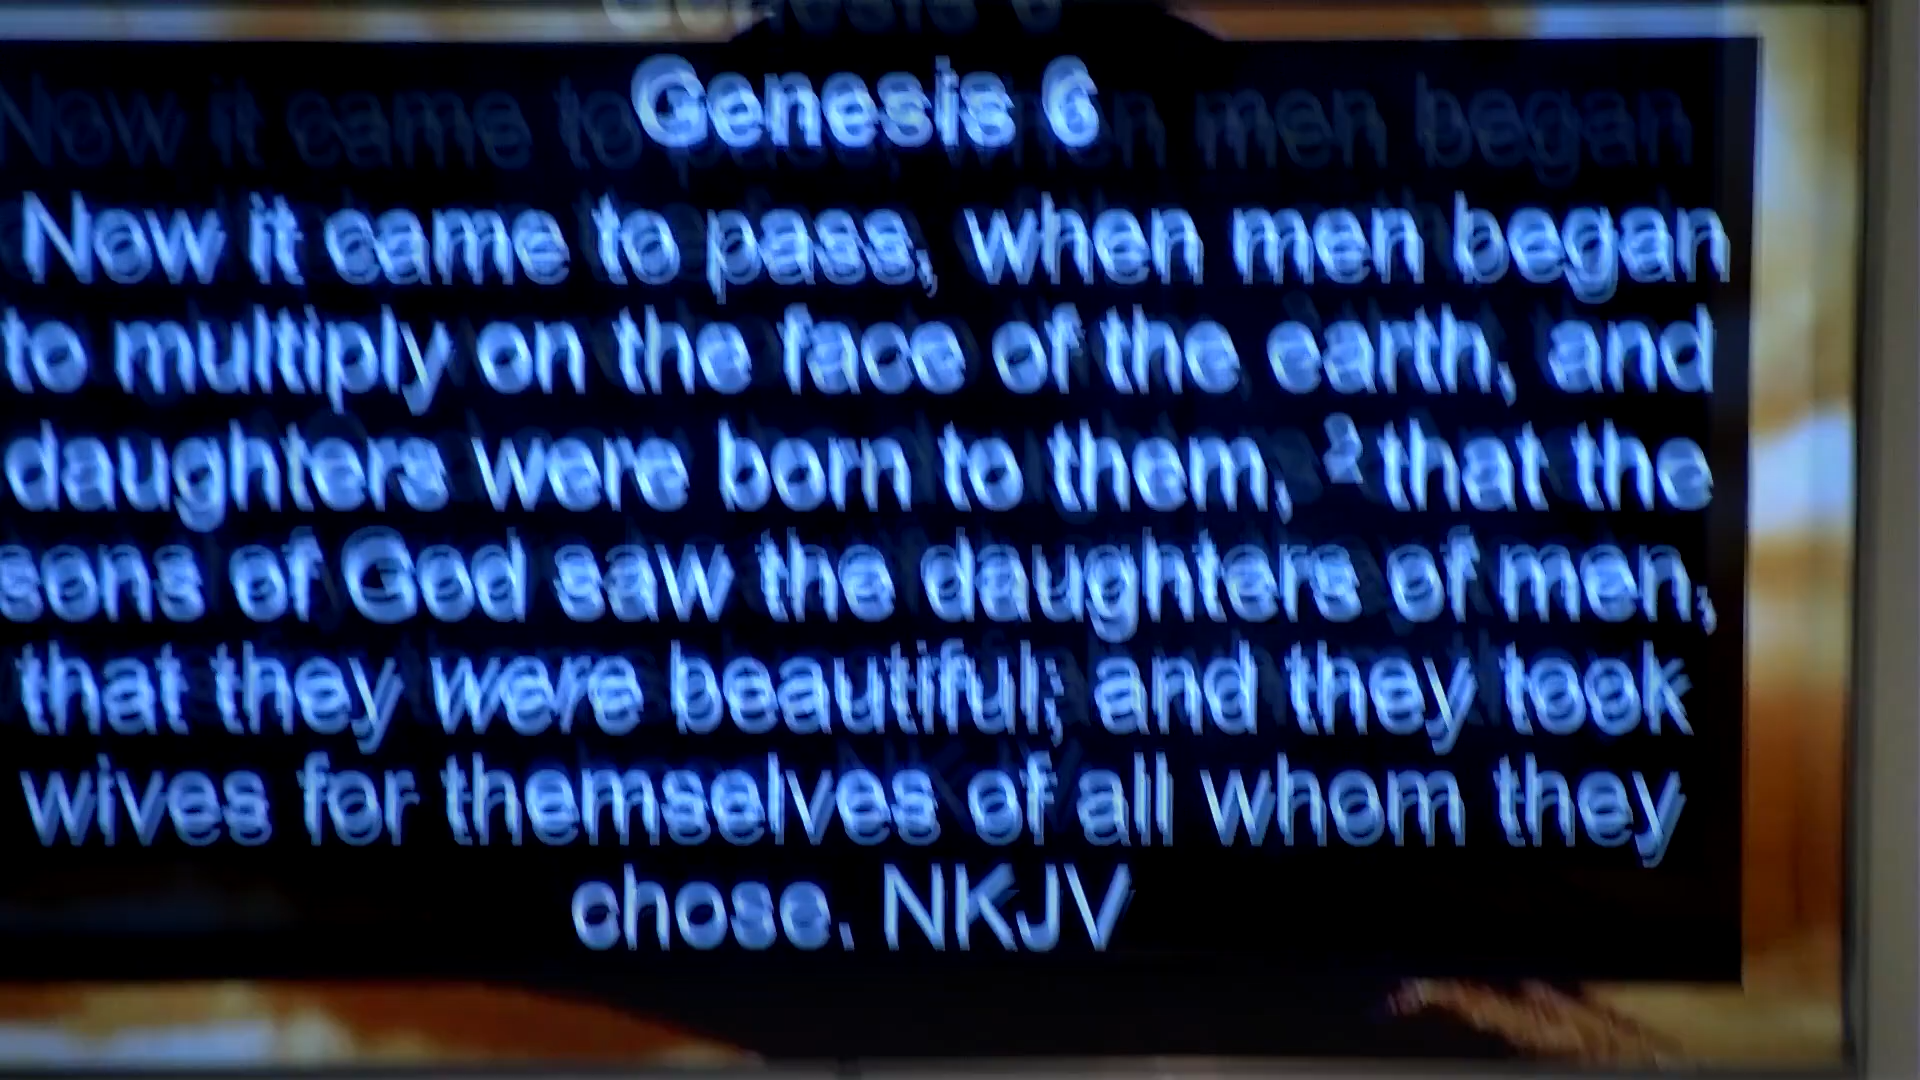 Genesis 6
Now it came to pass, when men began
to multiply on the face of the earth, and
daughters were born to them, ² that the
sons of God saw the daughters of men,
that they were beautiful; and they took
wives for themselves of all whom they
chose. NKJV